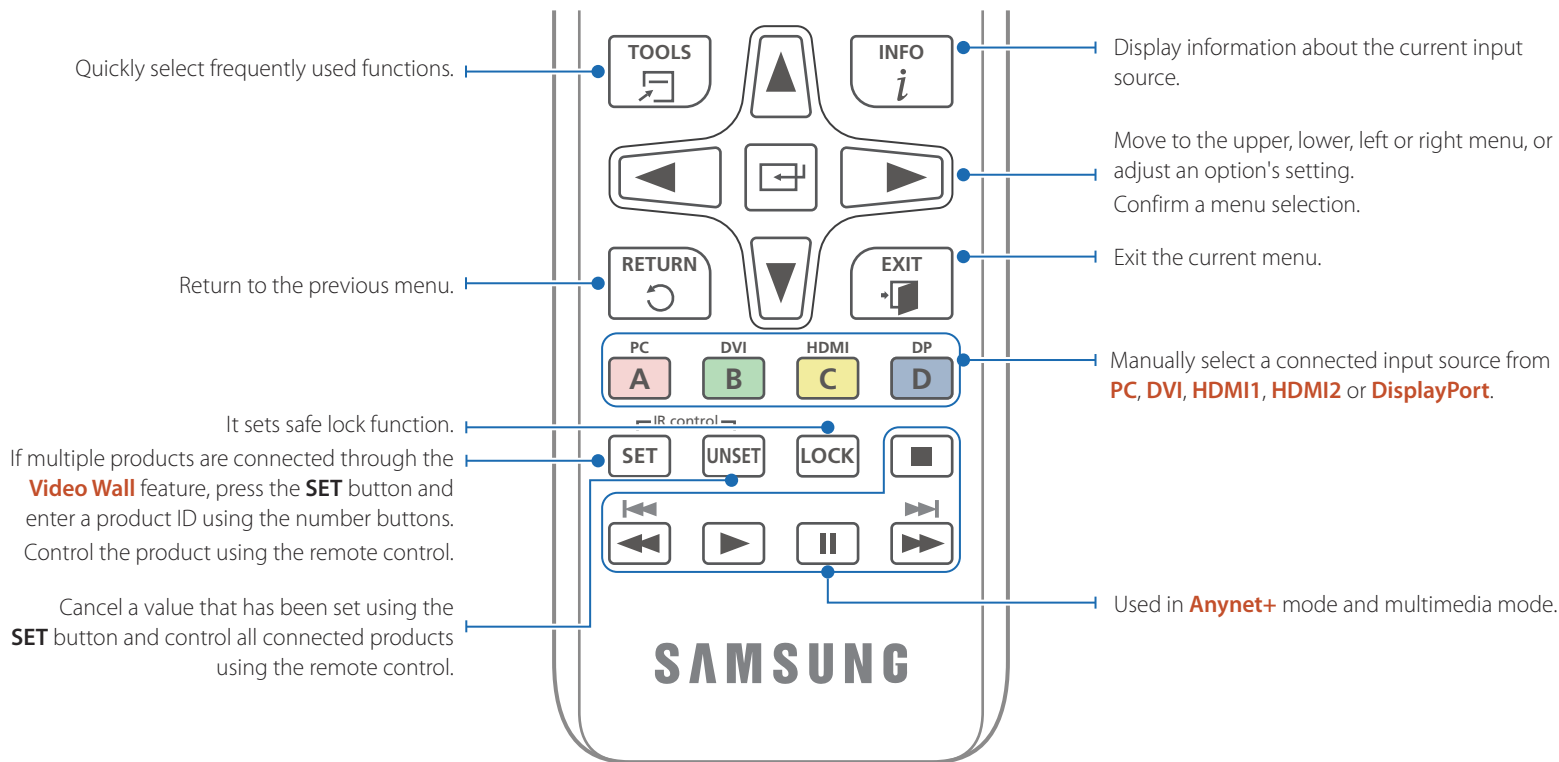 Quickly select frequently used functions.
TOOLS
INFO
i
Display information about the current input
source.
Move to the upper, lower, left or right menu, or
adjust an option's setting.
Confirm a menu selection.
Return to the previous menu.
RETURN
EXIT
Exit the current menu.
PC
DVI
HDMI
DP
A
B
C
D
Manually select a connected input source from
PC, DVI, HDMI1, HDMI2 or DisplayPort.
It sets safe lock function.
IR control
SET
UNSET
LOCK
If multiple products are connected through the
Video Wall feature, press the SET button and
enter a product ID using the number buttons.
Control the product using the remote control.
Cancel a value that has been set using the
SET button and control all connected products
using the remote control.
Used in Anynet+ mode and multimedia mode.
SAMSUNG